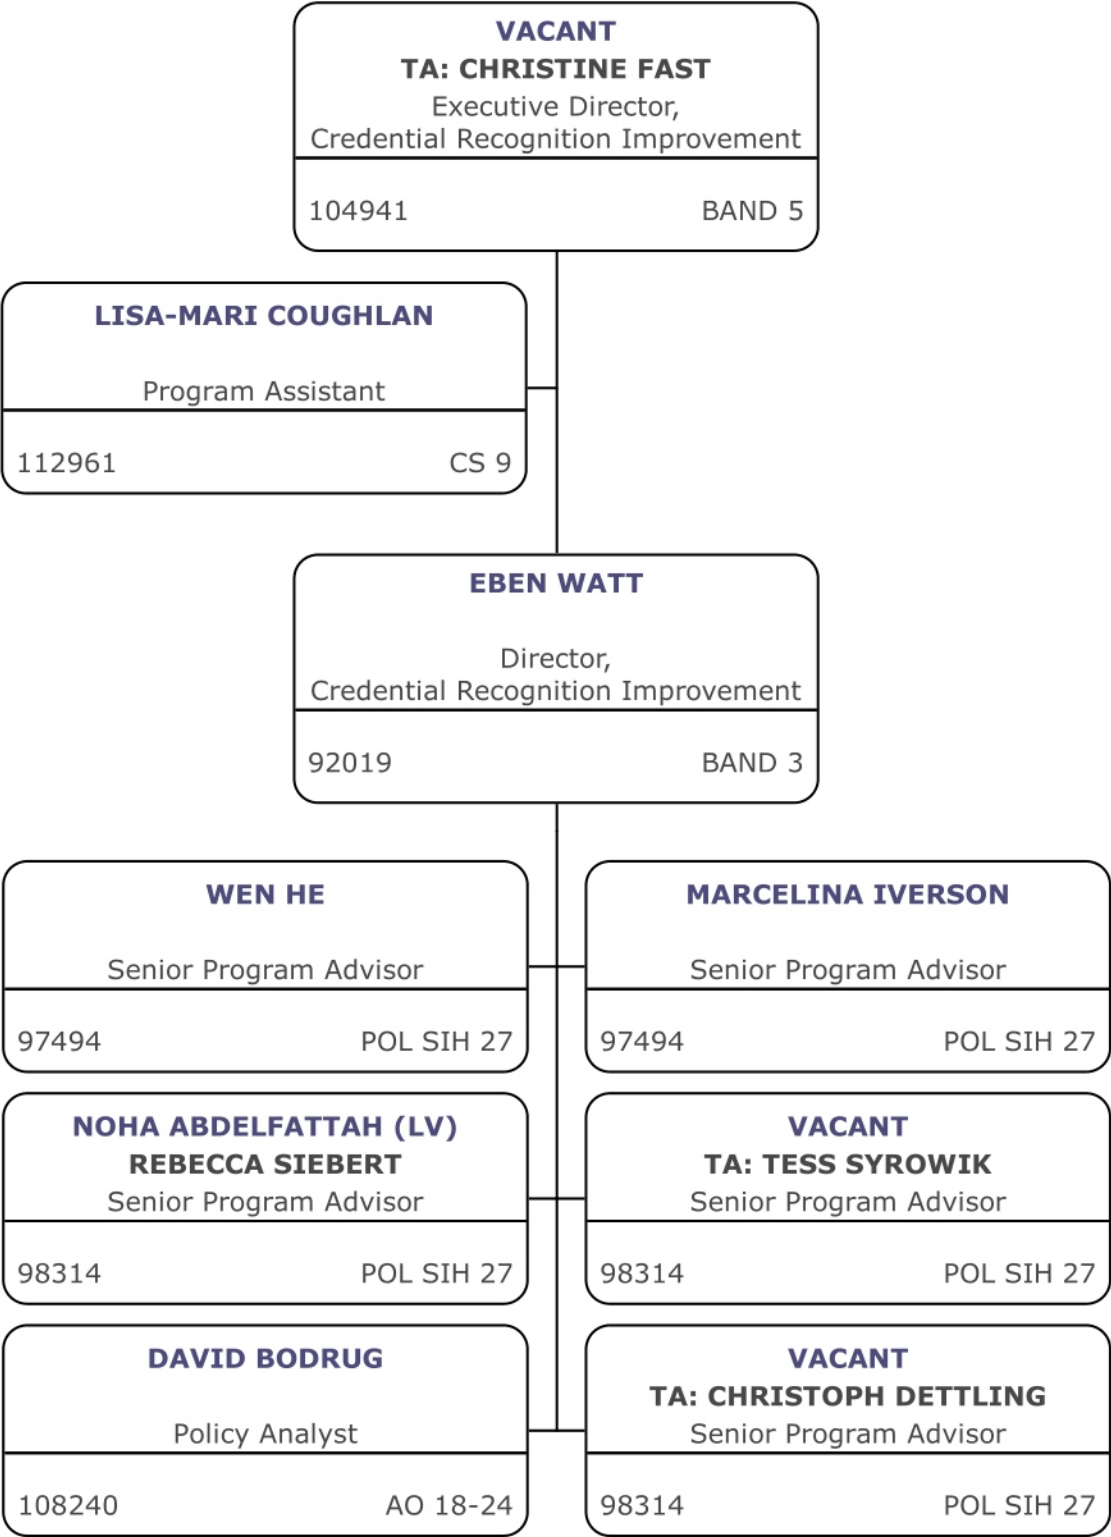 VACANT
TA: CHRISTINE FAST
Executive Director,
Credential Recognition Improvement
104941 BAND 5
LISA-MARI COUGHLAN
Program Assistant
112961 CS 9
EBEN WATT
Director,
Credential Recognition Improvement
92019 BAND 3
WEN HE
Senior Program Advisor
97494 POL SIH 27
MARCELINA IVERSON
Senior Program Advisor
97494 POL SIH 27
NOHA ABDELFATTAH (LV)
REBECCA SIEBERT
Senior Program Advisor
98314 POL SIH 27
VACANT
TA: TESS SYROWIK
Senior Program Advisor
98314 POL SIH 27
DAVID BODRUG
Policy Analyst
108240 AO 18-24
VACANT
TA: CHRISTOPH DETTLING
Senior Program Advisor
98314 POL SIH 27